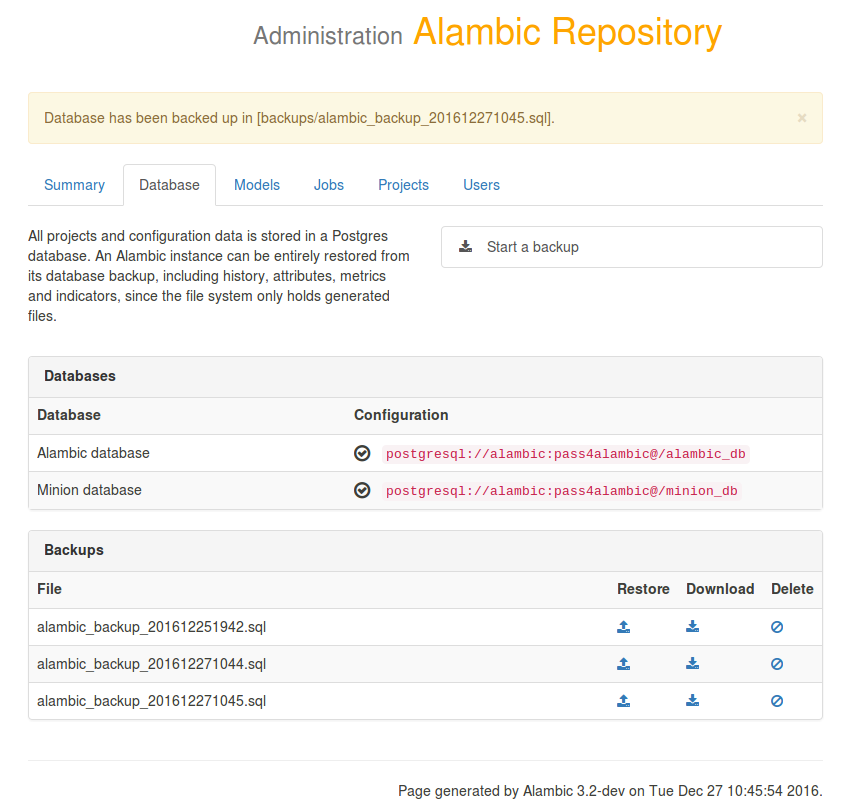 Administration Alambic Repository
Database has been backed up in [backups/alambic_backup_201612271045.sql]. ×
Summary Database Models Jobs Projects Users
All projects and configuration data is stored in a Postgres
database. An Alambic instance can be entirely restored from
its database backup, including history, attributes, metrics
and indicators, since the file system only holds generated
files.
Start a backup
Databases
Database Configuration
Alambic database postgresql://alambic:pass4alambic@/alambic_db
Minion database postgresql://alambic:pass4alambic@/minion_db
Backups
File Restore Download Delete
alambic_backup_201612251942.sql
alambic_backup_201612271044.sql
alambic_backup_201612271045.sql
Page generated by Alambic 3.2-dev on Tue Dec 27 10:45:54 2016.